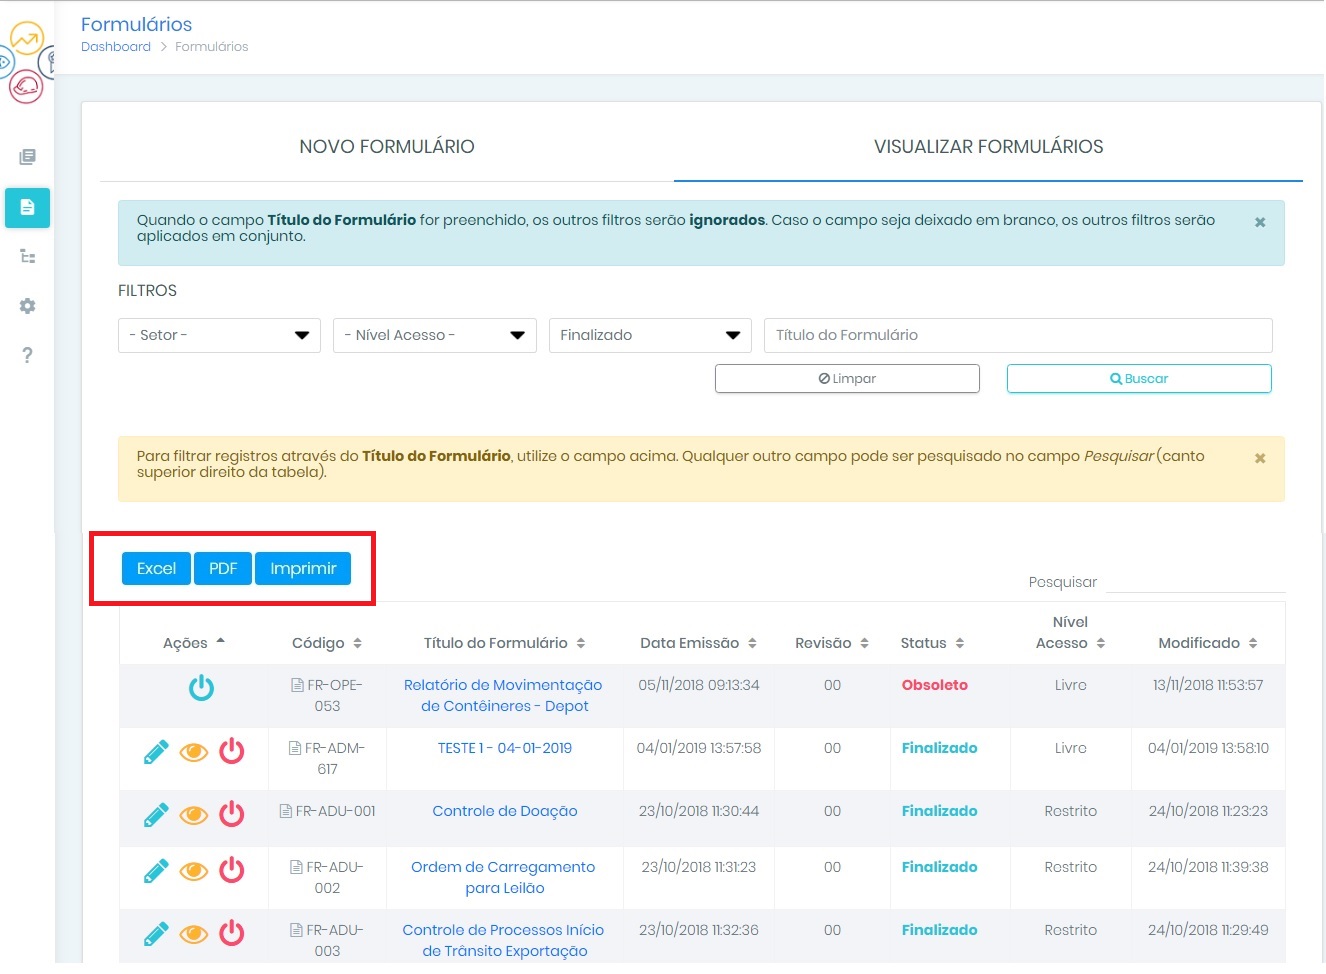 Formulários
Dashboard > Formulários
NOVO FORMULÁRIO
VISUALIZAR FORMULÁRIOS
Quando o campo Título do Formulário for preenchido, os outros filtros serão ignorados. Caso o campo seja deixado em branco, os outros filtros serão
aplicados em conjunto.
FILTROS
- Setor -
- Nível Acesso -
Finalizado
Título do Formulário
Limpar
Buscar
Para filtrar registros através do Título do Formulário, utilize o campo acima. Qualquer outro campo pode ser pesquisado no campo Pesquisar (canto
superior direito da tabela).
Excel
PDF
Imprimir
Pesquisar
Ações
Código
Título do Formulário
Data Emissão
Revisão
Status
Nível
Acesso
Modificado
FR-OPE-
053
Relatório de Movimentação
de Contêineres - Depot
05/11/2018 09:13:34
00
Obsoleto
Livre
13/11/2018 11:53:57
FR-ADM-
617
TESTE 1 - 04-01-2019
04/01/2019 13:57:58
00
Finalizado
Livre
04/01/2019 13:58:10
FR-ADU-001
Controle de Doação
23/10/2018 11:30:44
00
Finalizado
Restrito
24/10/2018 11:23:23
FR-ADU-
002
Ordem de Carregamento
para Leilão
23/10/2018 11:31:23
00
Finalizado
Restrito
24/10/2018 11:39:38
FR-ADU-
003
Controle de Processos Início
de Trânsito Exportação
23/10/2018 11:32:36
00
Finalizado
Restrito
24/10/2018 11:29:49